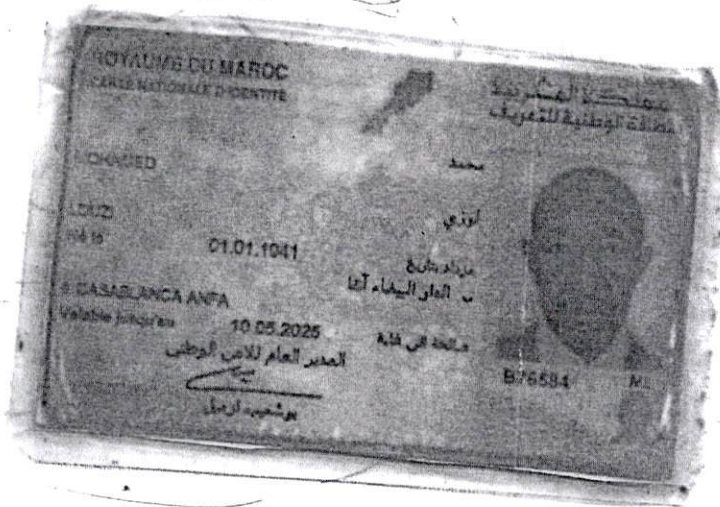 ROYAUME DU MAROC
CARTE NATIONALE D'IDENTITE
المملكة المغربية
البطاقة الوطنية للتعريف
MOHAMED
محمد
لوزي
LOUZI
Né le 01.01.1941
مزداد بتاريخ
ب الدار البيضاء آنفا
à CASABLANCA ANFA
Valable jusqu'au 10.05.2025
صالحة الى غاية
المدير العام للامن الوطني
بوشعيب ارميل
B76584